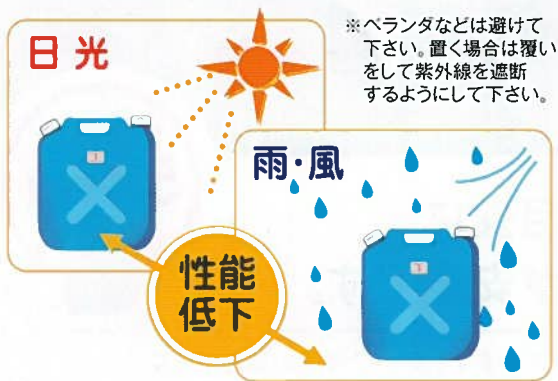 日光
※ベランダなどは避けて
下さい。置く場合は覆い
をして紫外線を遮断
するようにして下さい。
雨・風
性能
低下